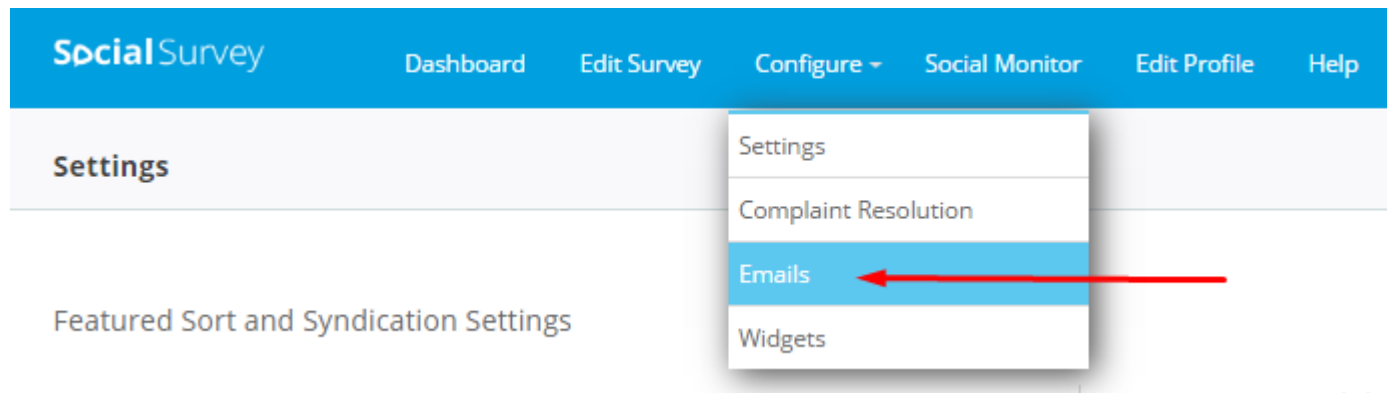 SocialSurvey Dashboard Edit Survey Configure Social Monitor Edit Profile Help
Settings
Settings
Complaint Resolution
Emails
Widgets
Featured Sort and Syndication Settings